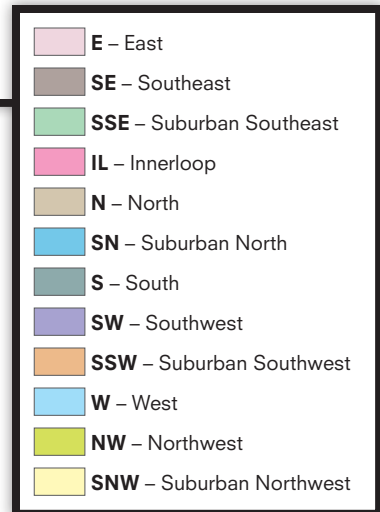 E – East
SE – Southeast
SSE – Suburban Southeast
IL – Innerloop
N – North
SN – Suburban North
S – South
SW – Southwest
SSW – Suburban Southwest
W – West
NW – Northwest
SNW – Suburban Northwest